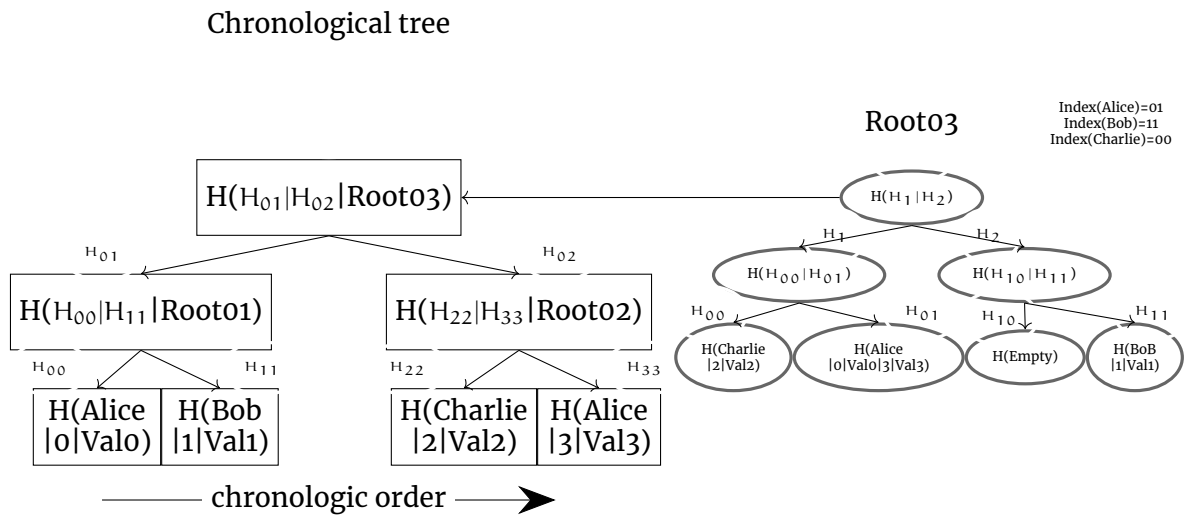 Chronological tree
Root03
Index(Alice)=01
Index(Bob)=11
Index(Charlie)=00
H(H₀₁|H₀₂|Root03)
H(H₁|H₂)
H₀₁
H₀₂
H₁
H₂
H(H₀₀|H₁₁|Root01)
H(H₂₂|H₃₃|Root02)
H(H₀₀|H₀₁)
H(H₁₀|H₁₁)
H₀₀
H₁₁
H₂₂
H₃₃
H₀₀
H₀₁
H₁₀
H₁₁
H(Alice
|0|Val0)
H(Bob
|1|Val1)
H(Charlie
|2|Val2)
H(Alice
|3|Val3)
H(Charlie
|2|Val2)
H(Alice
|0|Val0|3|Val3)
H(Empty)
H(BoB
|1|Val1)
chronologic order